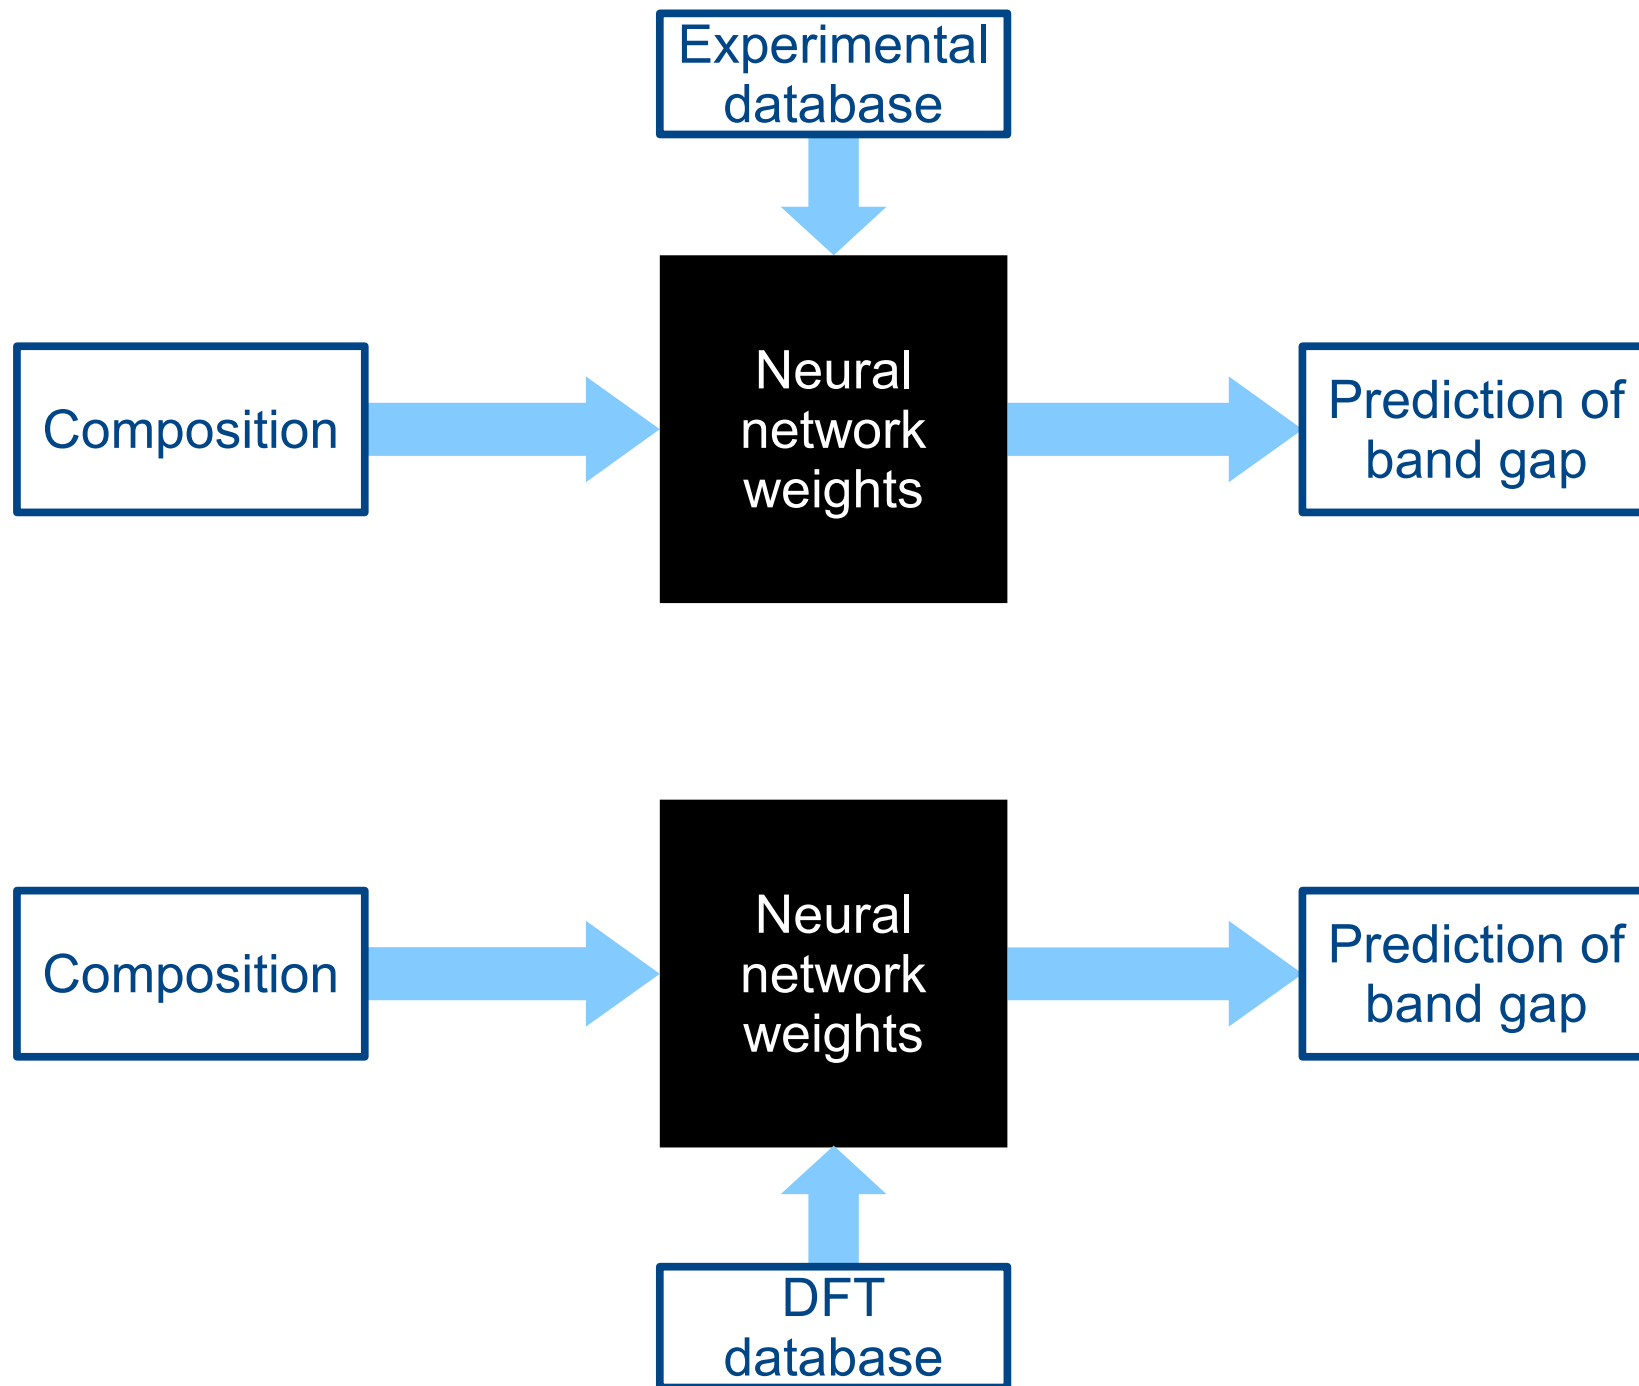 Experimental
database
Composition
Neural
network
weights
Prediction of
band gap
Composition
Neural
network
weights
Prediction of
band gap
DFT
database